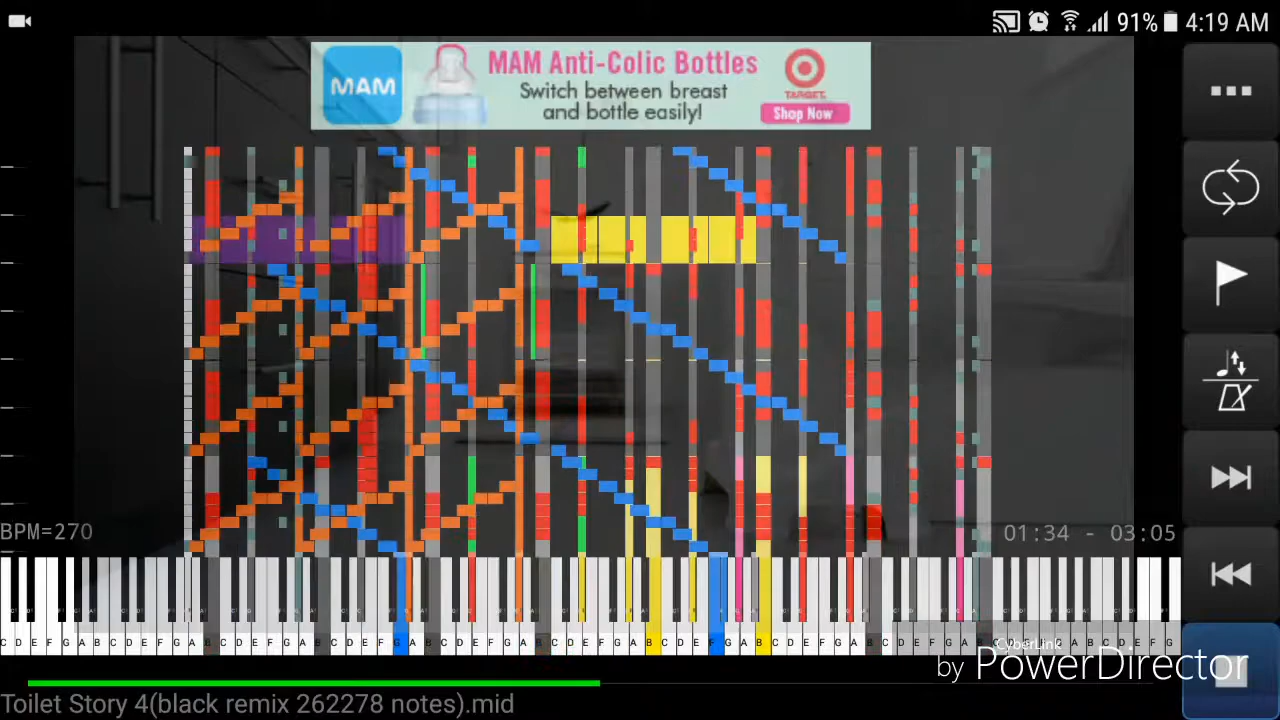 91% 4:19 AM
MAM
MAM Anti-Colic Bottles
Switch between breast
and bottle easily!
TARGET
Shop Now
BPM=270
01:34 - 03:05
C D E F G A B C D E F G A B C D E F G A B C D E F G A B C D E F G A B C D E F G A B C D E F G A B C D E F G A B C D E F G A B C D E F G A B C D E F G
CyberLink
by PowerDirector
Toilet Story 4(black remix 262278 notes).mid